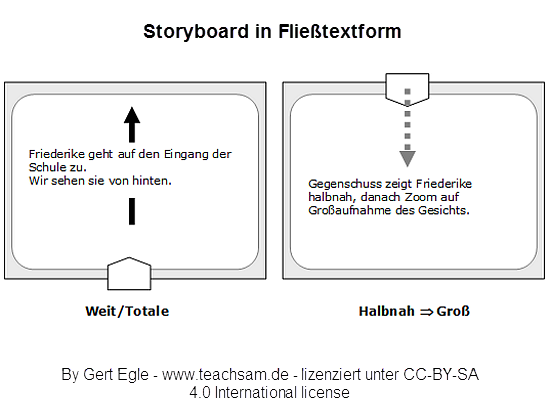 Storyboard in Fließtextform
Friederike geht auf den Eingang der
Schule zu.
Wir sehen sie von hinten.
Gegenschuss zeigt Friederike
halbnah, danach Zoom auf
Großaufnahme des Gesichts.
Weit/Totale
Halbnah ⇒ Groß
By Gert Egle - www.teachsam.de - lizenziert unter CC-BY-SA
4.0 International license